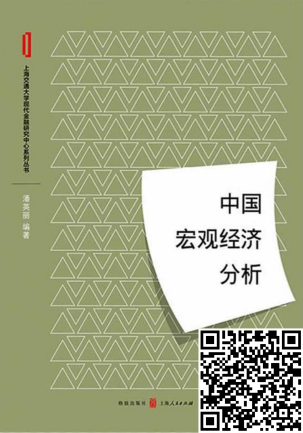 上海交通大学现代金融研究中心系列丛书
潘英丽 编著
中国
宏观经济
分析
格致出版社 上海人民出版社